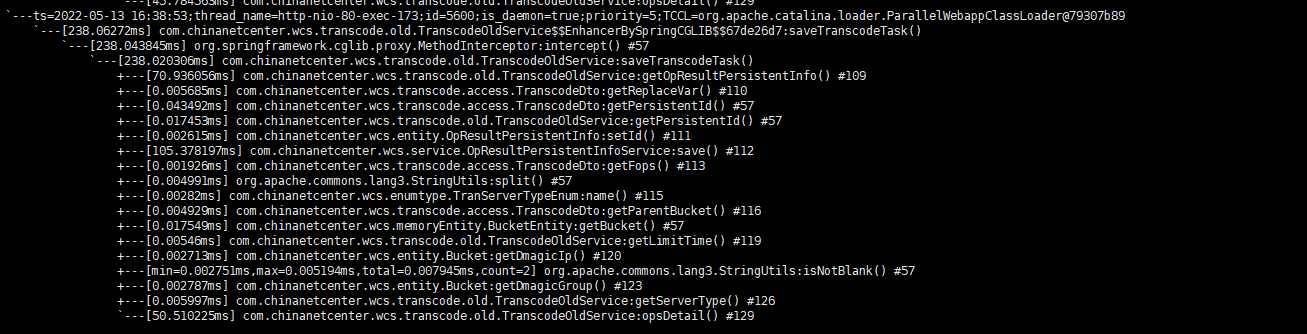 `---ts=2022-05-13 16:38:53;thread_name=http-nio-80-exec-173;id=5600;is_daemon=true;priority=5;TCCL=org.apache.catalina.loader.ParallelWebappClassLoader@79307b89
`---[238.06272ms] com.chinanetcenter.wcs.transcode.old.TranscodeOldService$$EnhancerBySpringCGLIB$$67de26d7:saveTranscodeTask()
`---[238.043845ms] org.springframework.cglib.proxy.MethodInterceptor:intercept() #57
`---[238.020306ms] com.chinanetcenter.wcs.transcode.old.TranscodeOldService:saveTranscodeTask()
+---[70.936056ms] com.chinanetcenter.wcs.transcode.old.TranscodeOldService:getOpResultPersistentInfo() #109
+---[0.005685ms] com.chinanetcenter.wcs.transcode.access.TranscodeDto:getReplaceVar() #110
+---[0.043492ms] com.chinanetcenter.wcs.transcode.access.TranscodeDto:getPersistentId() #57
+---[0.017453ms] com.chinanetcenter.wcs.transcode.old.TranscodeOldService:getPersistentId() #57
+---[0.002615ms] com.chinanetcenter.wcs.entity.OpResultPersistentInfo:setId() #111
+---[105.378197ms] com.chinanetcenter.wcs.service.OpResultPersistentInfoService:save() #112
+---[0.001926ms] com.chinanetcenter.wcs.transcode.access.TranscodeDto:getFops() #113
+---[0.004991ms] org.apache.commons.lang3.StringUtils:split() #57
+---[0.00282ms] com.chinanetcenter.wcs.enumtype.TranServerTypeEnum:name() #115
+---[0.004929ms] com.chinanetcenter.wcs.transcode.access.TranscodeDto:getParentBucket() #116
+---[0.017549ms] com.chinanetcenter.wcs.memoryEntity.BucketEntity:getBucket() #57
+---[0.00546ms] com.chinanetcenter.wcs.transcode.old.TranscodeOldService:getLimitTime() #119
+---[0.002713ms] com.chinanetcenter.wcs.entity.Bucket:getDmagicIp() #120
+---[min=0.002751ms,max=0.005194ms,total=0.007945ms,count=2] org.apache.commons.lang3.StringUtils:isNotBlank() #57
+---[0.002787ms] com.chinanetcenter.wcs.entity.Bucket:getDmagicGroup() #123
+---[0.005997ms] com.chinanetcenter.wcs.transcode.old.TranscodeOldService:getServerType() #126
`---[50.510225ms] com.chinanetcenter.wcs.transcode.old.TranscodeOldService:opsDetail() #129